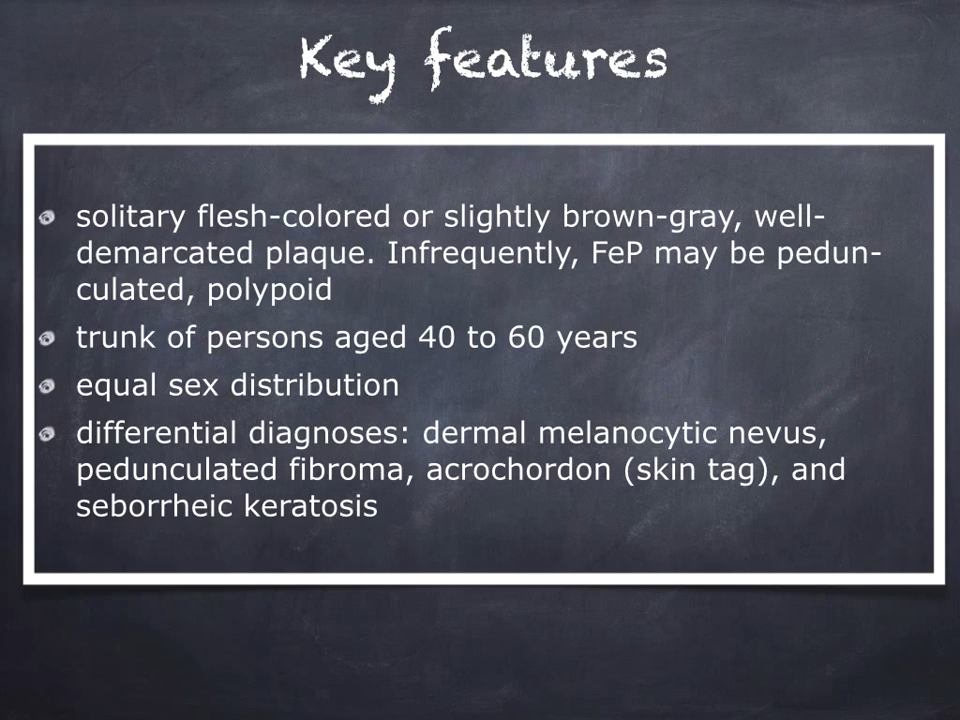 Key features
solitary flesh-colored or slightly brown-gray, well-
demarcated plaque. Infrequently, FeP may be pedun-
culated, polypoid
trunk of persons aged 40 to 60 years
equal sex distribution
differential diagnoses: dermal melanocytic nevus,
pedunculated fibroma, acrochordon (skin tag), and
seborrheic keratosis